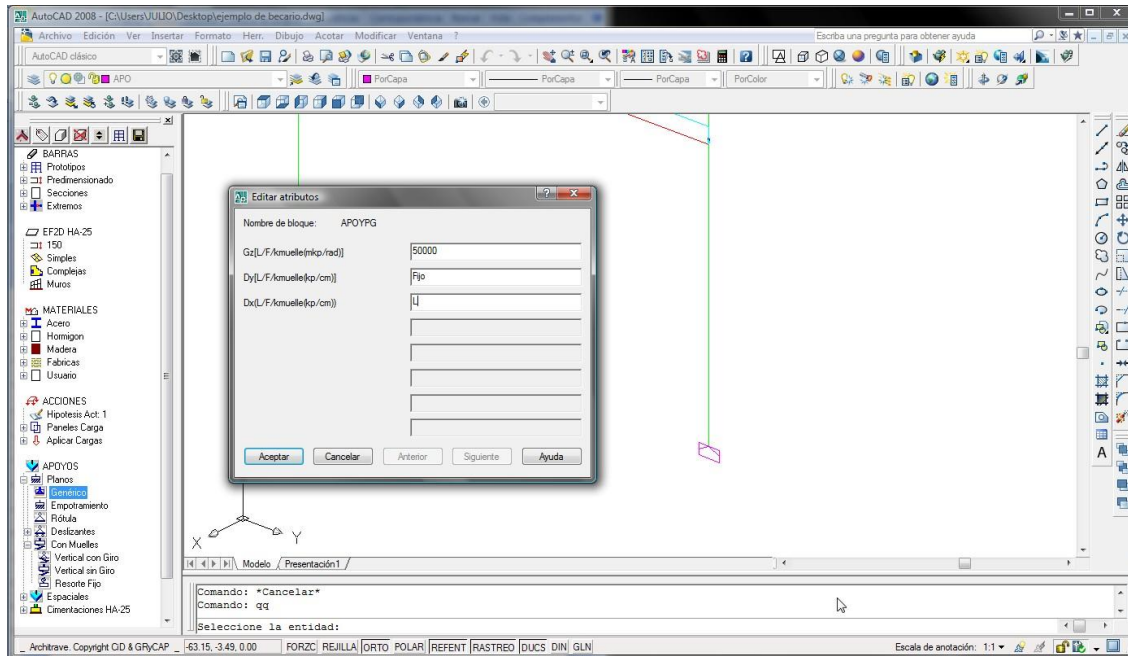 AutoCAD 2008 - [C:\Users\JULIO\Desktop\ejemplo de becario.dwg]
Archivo Edición Ver Insertar Formato Herr. Dibujo Acotar Modificar Ventana ?
Escriba una pregunta para obtener ayuda
AutoCAD clásico
APO
PorCapa
PorCapa
PorCapa
PorColor
BARRAS
Prototipos
Predimensionado
Secciones
Extremos
EF2D HA-25
150
Simples
Complejas
Muros
MATERIALES
Acero
Hormigon
Madera
Fabricas
Usuario
ACCIONES
Hipotesis Act: 1
Paneles Carga
Aplicar Cargas
APOYOS
Planos
Genérico
Empotramiento
Rótula
Deslizantes
Con Muelles
Vertical con Giro
Vertical sin Giro
Resorte Fijo
Espaciales
Cimentaciones HA-25
Editar atributos
Nombre de bloque: APOYPG
Gz[L/F/kmuelle(mkp/rad)] 50000
Dy[L/F/kmuelle(kp/cm)] Fijo
Dx(L/F/kmuelle(kp/cm)) L
Aceptar Cancelar Anterior Siguiente Ayuda
X Y
Modelo Presentación1
Comando: *Cancelar*
Comando: qq
Seleccione la entidad:
_ Architrave. Copyright CiD & GRyCAP _ -63.15, -3.49, 0.00 FORZC REJILLA ORTO POLAR REFENT RASTREO DUCS DIN GLN Escala de anotación: 1:1